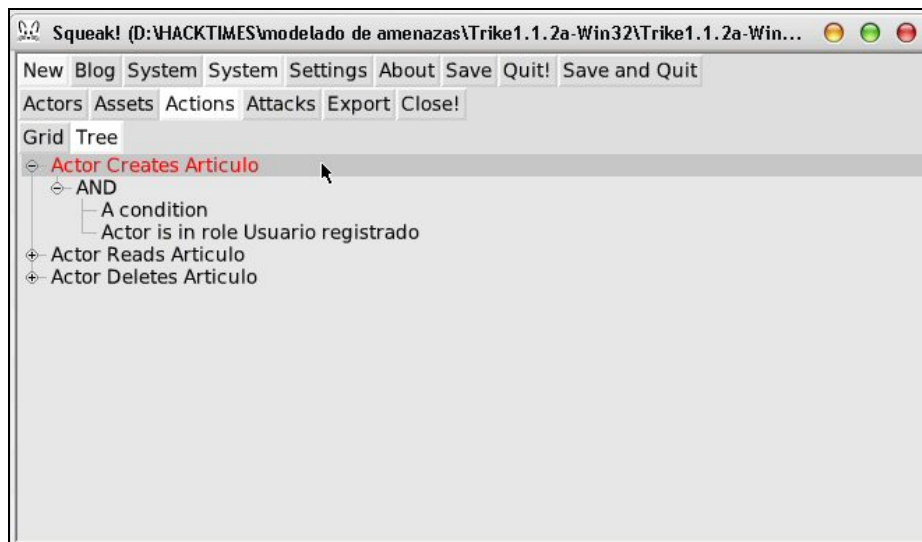 Squeak! (D:\HACKTIMES\modelado de amenazas\Trike1.1.2a-Win32\Trike1.1.2a-Win...
New Blog System System Settings About Save Quit! Save and Quit
Actors Assets Actions Attacks Export Close!
Grid Tree
Actor Creates Articulo
AND
A condition
Actor is in role Usuario registrado
Actor Reads Articulo
Actor Deletes Articulo